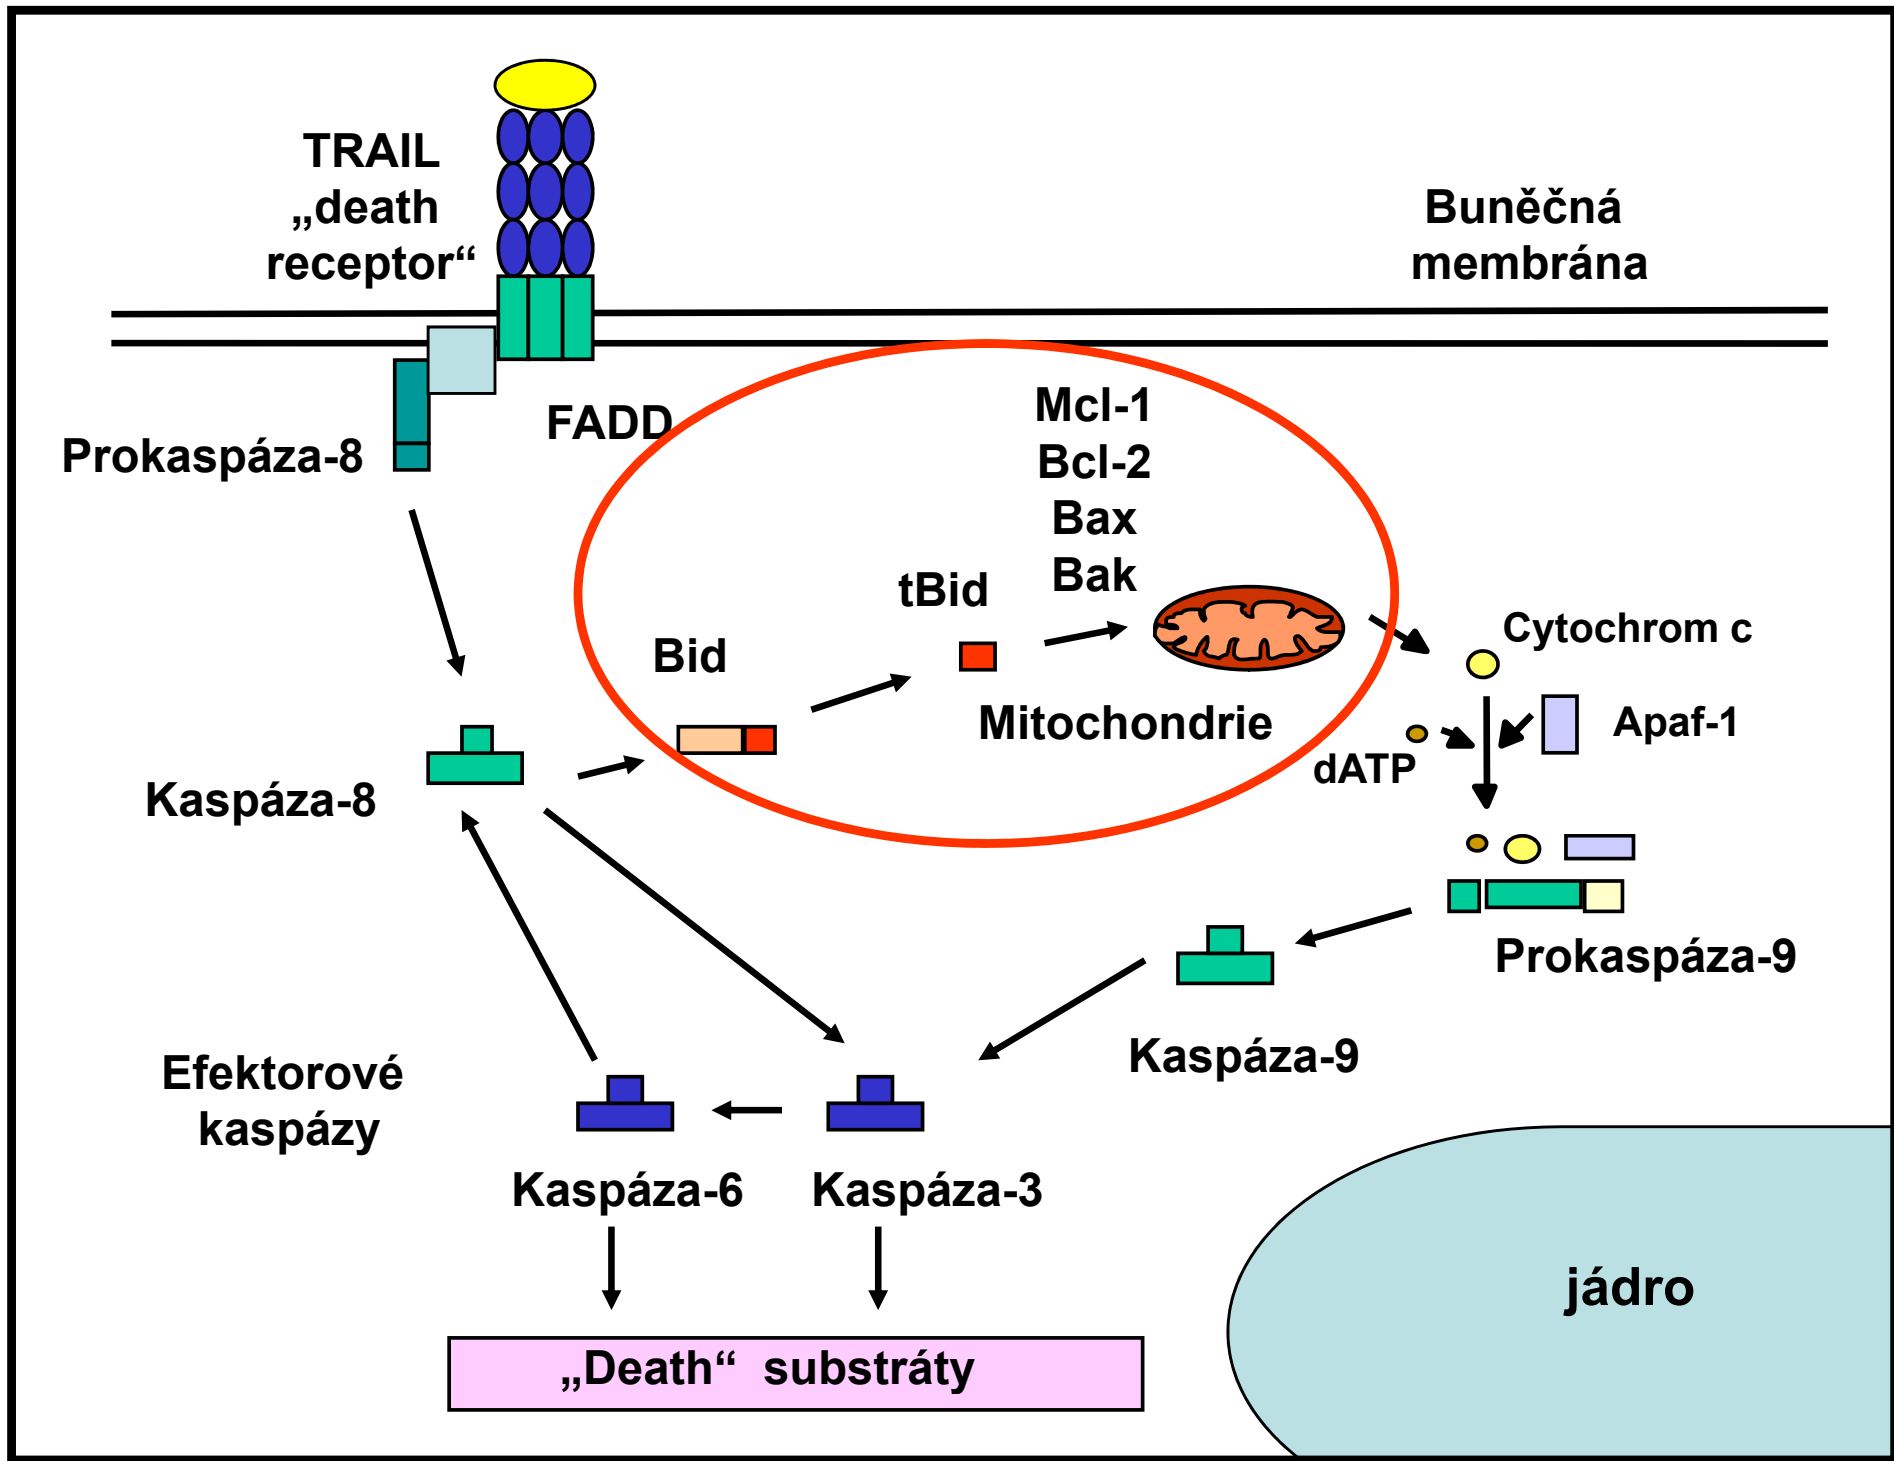 TRAIL
„death
receptor“
Buněčná
membrána
FADD
Prokaspáza-8
Mcl-1
Bcl-2
Bax
Bak
tBid
Bid
Mitochondrie
Cytochrom c
Apaf-1
dATP
Kaspáza-8
Prokaspáza-9
Kaspáza-9
Efektorové
kaspázy
Kaspáza-6
Kaspáza-3
jádro
„Death“ substráty